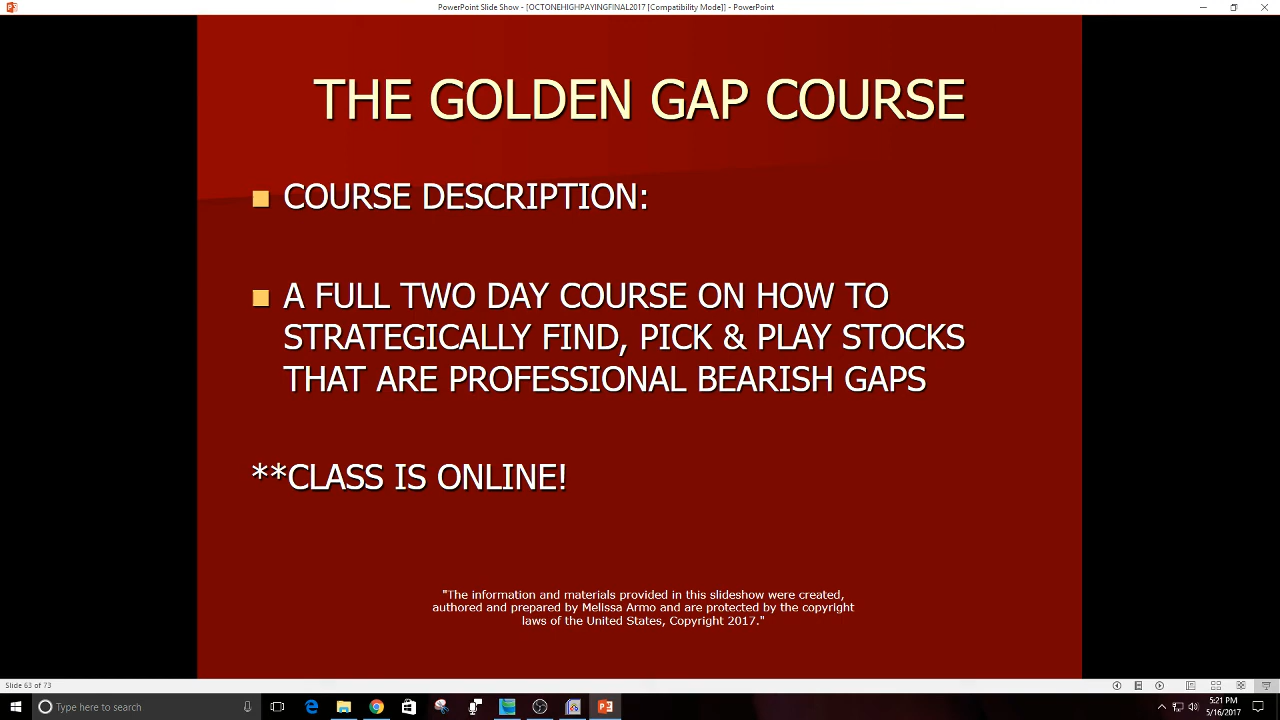 PowerPoint Slide Show - [OCTONEHIGHPAYINGFINAL2017 [Compatibility Mode]] - PowerPoint
THE GOLDEN GAP COURSE
COURSE DESCRIPTION:
A FULL TWO DAY COURSE ON HOW TO
STRATEGICALLY FIND, PICK & PLAY STOCKS
THAT ARE PROFESSIONAL BEARISH GAPS
**CLASS IS ONLINE!
"The information and materials provided in this slideshow were created,
authored and prepared by Melissa Armo and are protected by the copyright
laws of the United States, Copyright 2017."
Slide 63 of 73
Type here to search
5:21 PM
5/16/2017